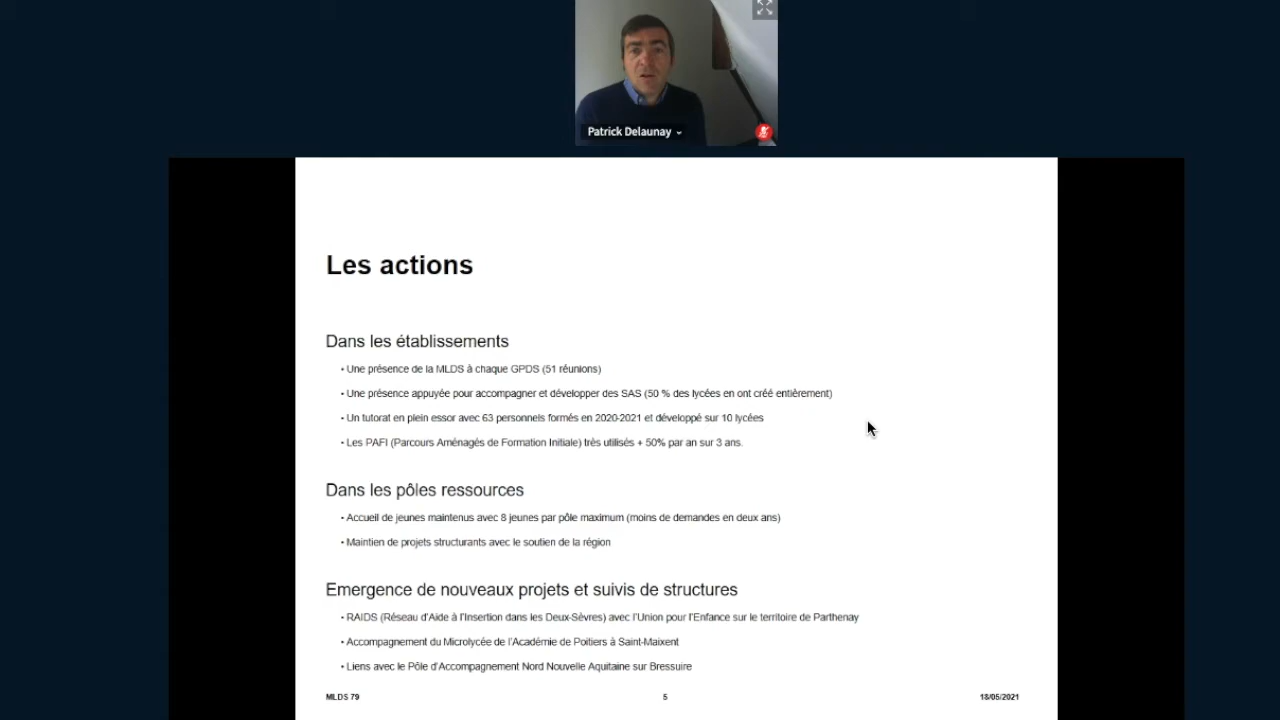 Patrick Delaunay
Les actions
Dans les établissements
• Une présence de la MLDS à chaque GPDS (51 réunions)
• Une présence appuyée pour accompagner et développer des SAS (50 % des lycées en ont créé entièrement)
• Un tutorat en plein essor avec 63 personnels formés en 2020-2021 et développé sur 10 lycées
• Les PAFI (Parcours Aménagés de Formation Initiale) très utilisés + 50% par an sur 3 ans.
Dans les pôles ressources
• Accueil de jeunes maintenus avec 8 jeunes par pôle maximum (moins de demandes en deux ans)
• Maintien de projets structurants avec le soutien de la région
Emergence de nouveaux projets et suivis de structures
• RAIDS (Réseau d'Aide à l'Insertion dans les Deux-Sèvres) avec l'Union pour l'Enfance sur le territoire de Parthenay
• Accompagnement du Microlycée de l'Académie de Poitiers à Saint-Maixent
• Liens avec le Pôle d'Accompagnement Nord Nouvelle Aquitaine sur Bressuire
MLDS 79 5 18/05/2021